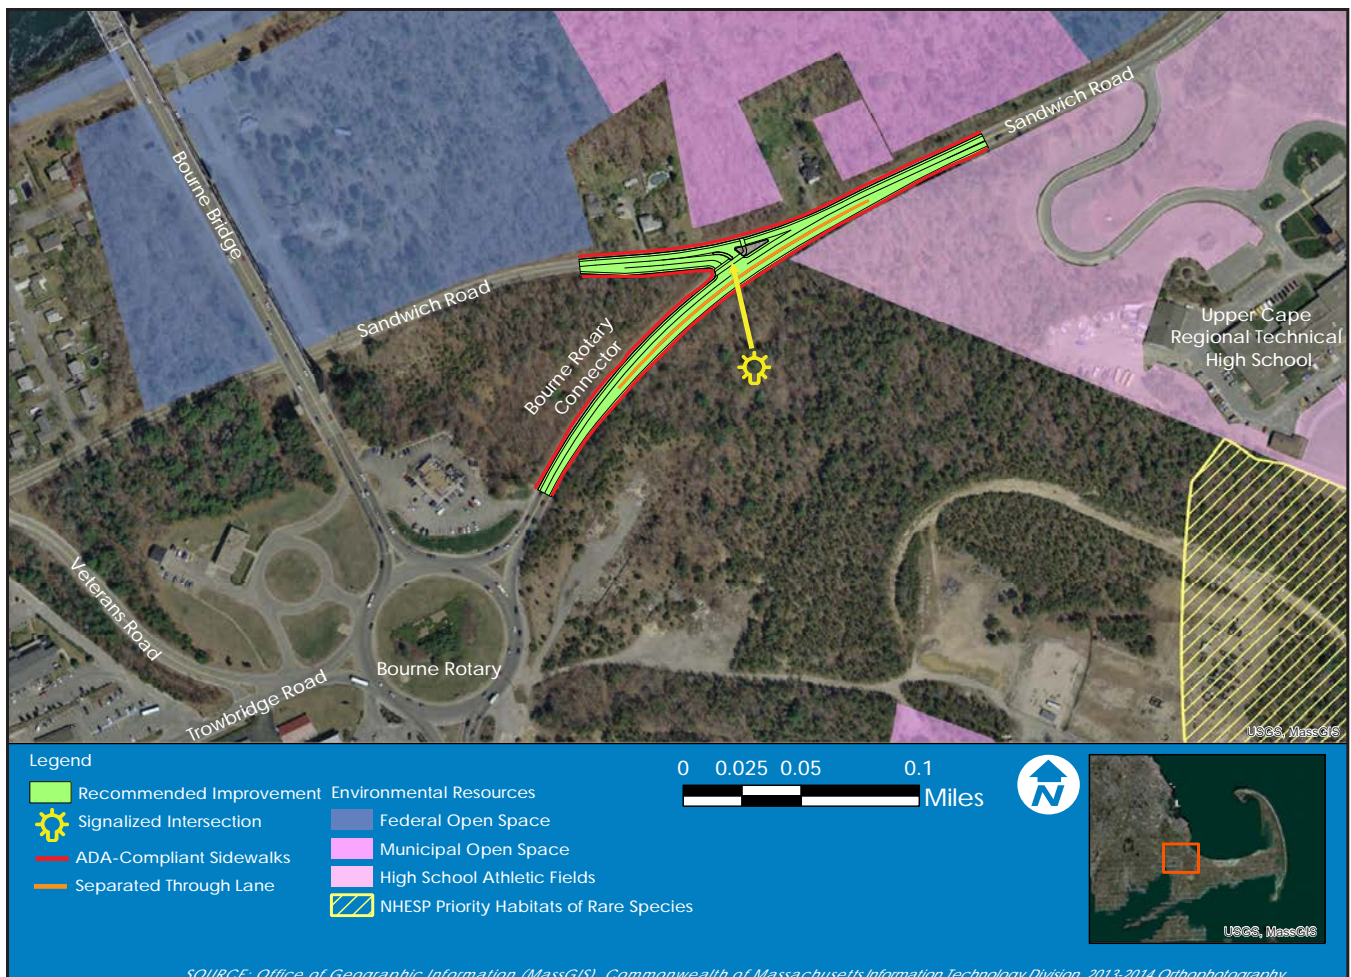 Sandwich Road
Bourne Bridge
Sandwich Road
Bourne Rotary
Connector
Upper Cape
Regional Technical
High School
Veterans Road
Bourne Rotary
Trowbridge Road
USGS, MassGIS
Legend
Recommended Improvement
Signalized Intersection
ADA-Compliant Sidewalks
Separated Through Lane
Environmental Resources
Federal Open Space
Municipal Open Space
High School Athletic Fields
NHESP Priority Habitats of Rare Species
0 0.025 0.05 0.1
Miles
N
USGS, MassGIS
SOURCE: Office of Geographic Information (MassGIS), Commonwealth of Massachusetts Information Technology Division, 2013-2014 Orthophotography